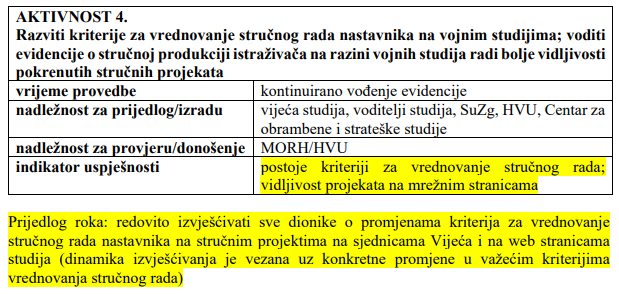 AKTIVNOST 4.
Razviti kriterije za vrednovanje stručnog rada nastavnika na vojnim studijima; voditi
evidencije o stručnoj produkciji istraživača na razini vojnih studija radi bolje vidljivosti
pokrenutih stručnih projekata
vrijeme provedbe kontinuirano vođenje evidencije
nadležnost za prijedlog/izradu vijeća studija, voditelji studija, SuZg, HVU, Centar za
obrambene i strateške studije
nadležnost za provjeru/donošenje MORH/HVU
indikator uspješnosti postoje kriteriji za vrednovanje stručnog rada;
vidljivost projekata na mrežnim stranicama
Prijedlog roka: redovito izvješćivati sve dionike o promjenama kriterija za vrednovanje
stručnog rada nastavnika na stručnim projektima na sjednicama Vijeća i na web stranicama
studija (dinamika izvješćivanja je vezana uz konkretne promjene u važećim kriterijima
vrednovanja stručnog rada)